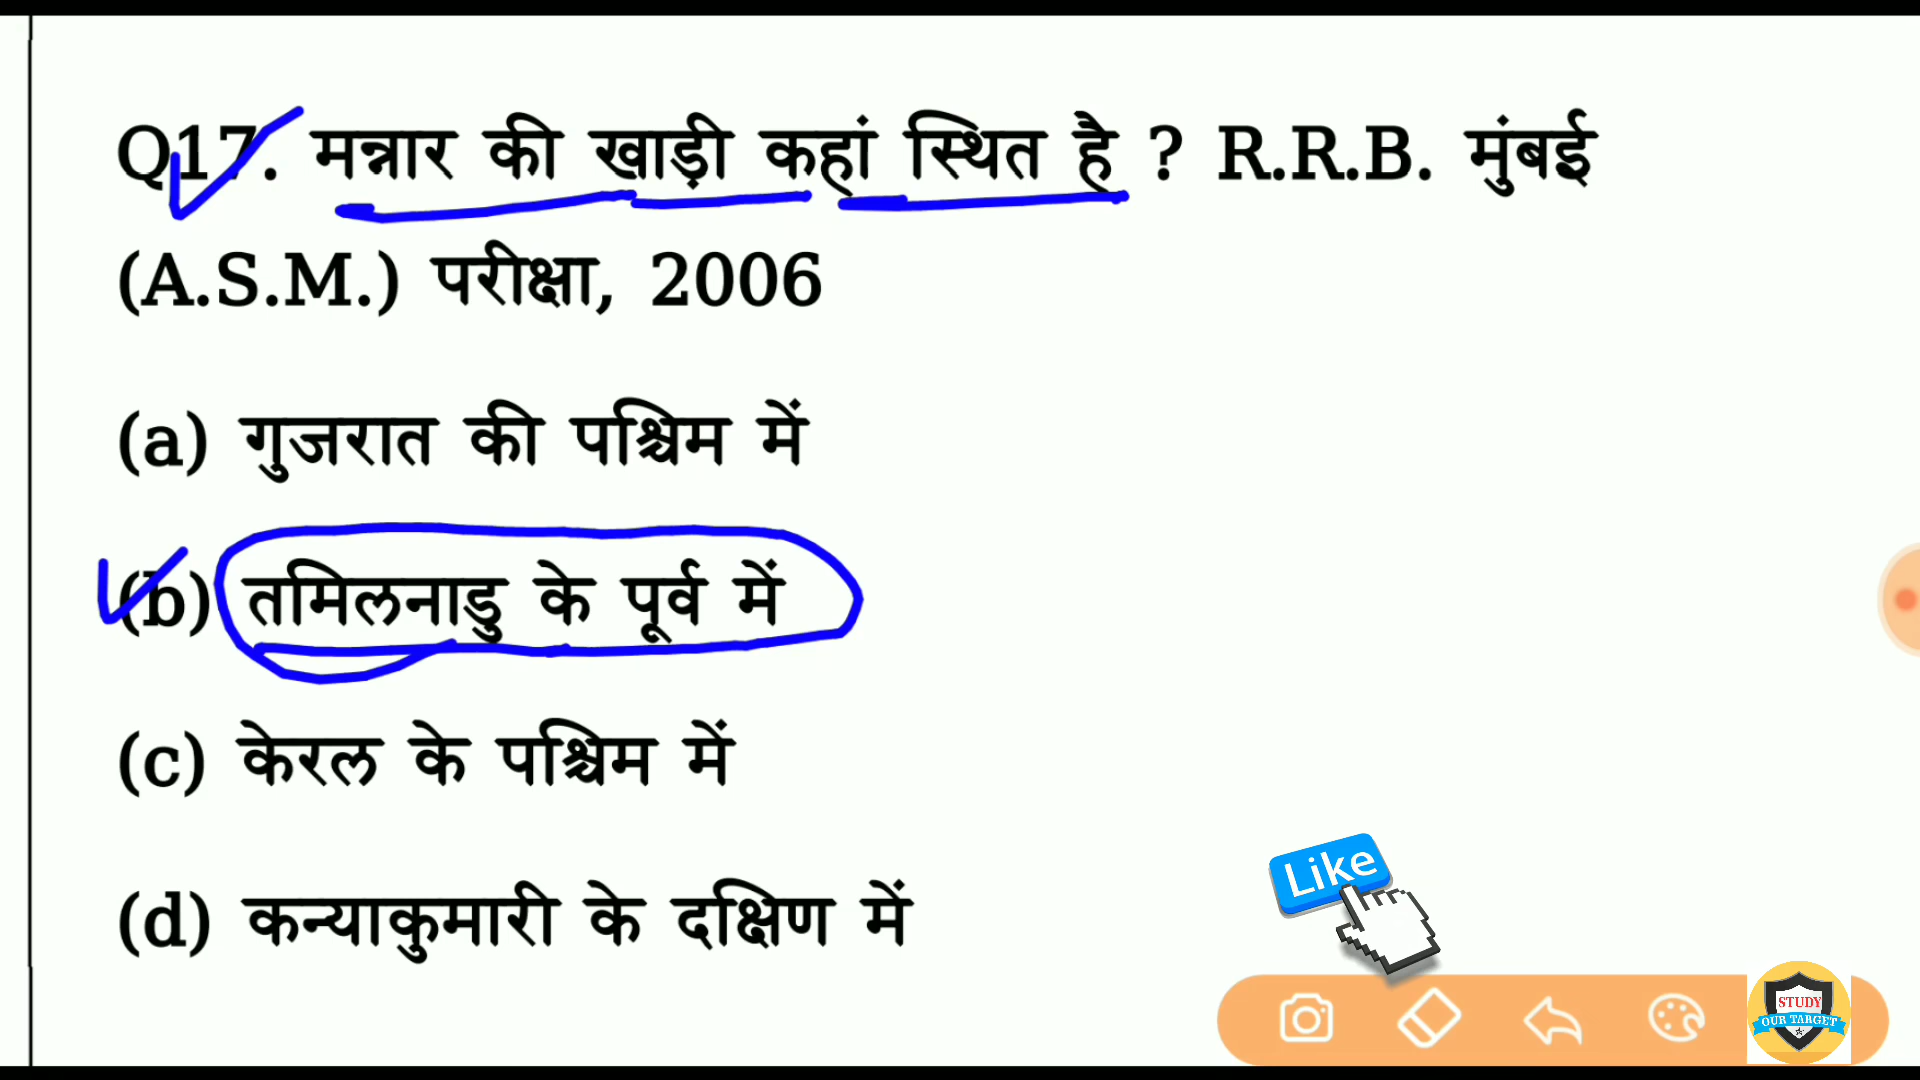 Q17. मन्नार की खाड़ी कहां स्थित है ? R.R.B. मुंबई
(A.S.M.) परीक्षा, 2006
(a) गुजरात की पश्चिम में
(b) तमिलनाडु के पूर्व में
(c) केरल के पश्चिम में
(d) कन्याकुमारी के दक्षिण में
Like
STUDY
OUR TARGET